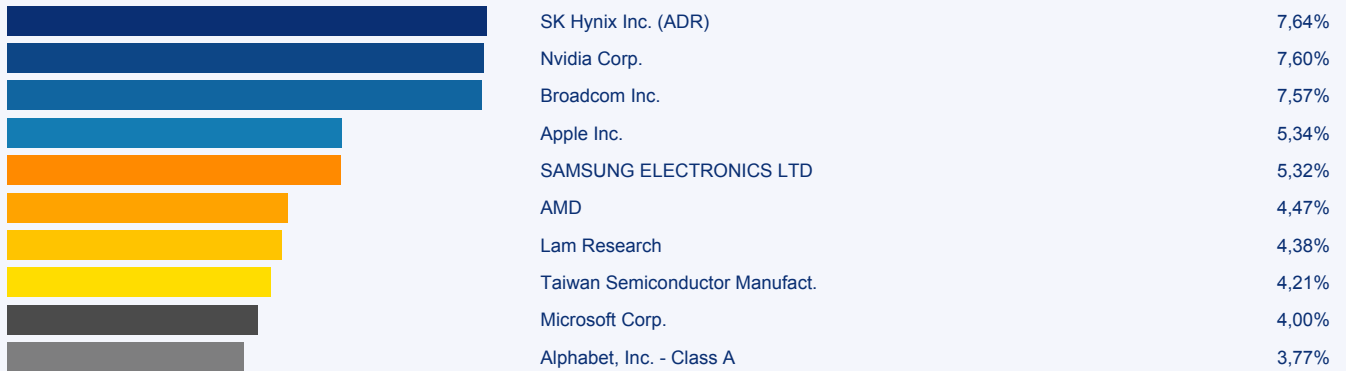 SK Hynix Inc. (ADR) 7,64%
Nvidia Corp. 7,60%
Broadcom Inc. 7,57%
Apple Inc. 5,34%
SAMSUNG ELECTRONICS LTD 5,32%
AMD 4,47%
Lam Research 4,38%
Taiwan Semiconductor Manufact. 4,21%
Microsoft Corp. 4,00%
Alphabet, Inc. - Class A 3,77%